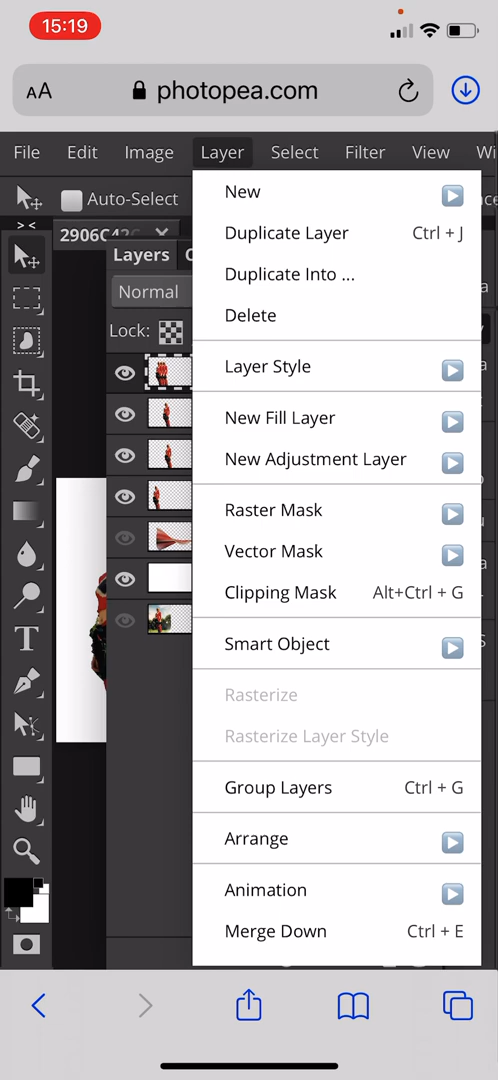 15:19
AA photopea.com
File Edit Image Layer Select Filter View Wi
Auto-Select
> <
2906C42
Layers
Normal
Lock:
New
Duplicate Layer Ctrl + J
Duplicate Into ...
Delete
Layer Style
New Fill Layer
New Adjustment Layer
Raster Mask
Vector Mask
Clipping Mask Alt+Ctrl + G
Smart Object
Rasterize
Rasterize Layer Style
Group Layers Ctrl + G
Arrange
Animation
Merge Down Ctrl + E